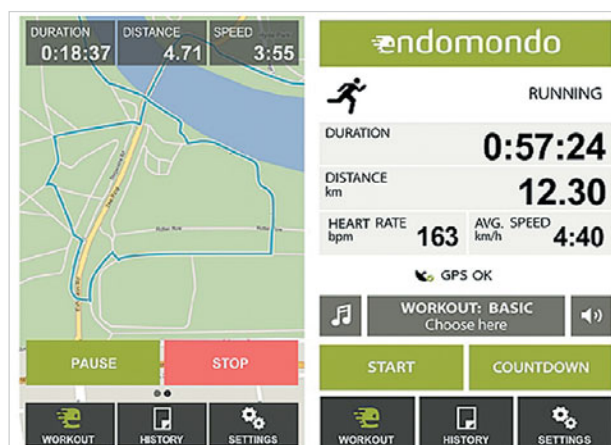 DURATION DISTANCE SPEED
0:18:37 4.71 3:55
PAUSE STOP
WORKOUT HISTORY SETTINGS
endomondo
RUNNING
DURATION
0:57:24
DISTANCE
km
12.30
HEART RATE
bpm
163
AVG. SPEED
km/h
4:40
GPS OK
WORKOUT: BASIC
Choose here
START COUNTDOWN
WORKOUT HISTORY SETTINGS